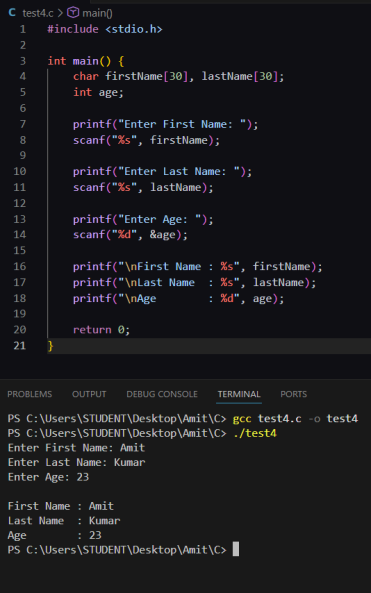 C test4.c > main()
1 #include <stdio.h>
2
3 int main() {
4     char firstName[30], lastName[30];
5     int age;
6
7     printf("Enter First Name: ");
8     scanf("%s", firstName);
9
10     printf("Enter Last Name: ");
11     scanf("%s", lastName);
12
13     printf("Enter Age: ");
14     scanf("%d", &age);
15
16     printf("\nFirst Name : %s", firstName);
17     printf("\nLast Name  : %s", lastName);
18     printf("\nAge        : %d", age);
19
20     return 0;
21 }
PROBLEMS OUTPUT DEBUG CONSOLE TERMINAL PORTS
PS C:\Users\STUDENT\Desktop\Amit\C> gcc test4.c -o test4
PS C:\Users\STUDENT\Desktop\Amit\C> ./test4
Enter First Name: Amit
Enter Last Name: Kumar
Enter Age: 23

First Name : Amit
Last Name  : Kumar
Age        : 23
PS C:\Users\STUDENT\Desktop\Amit\C>